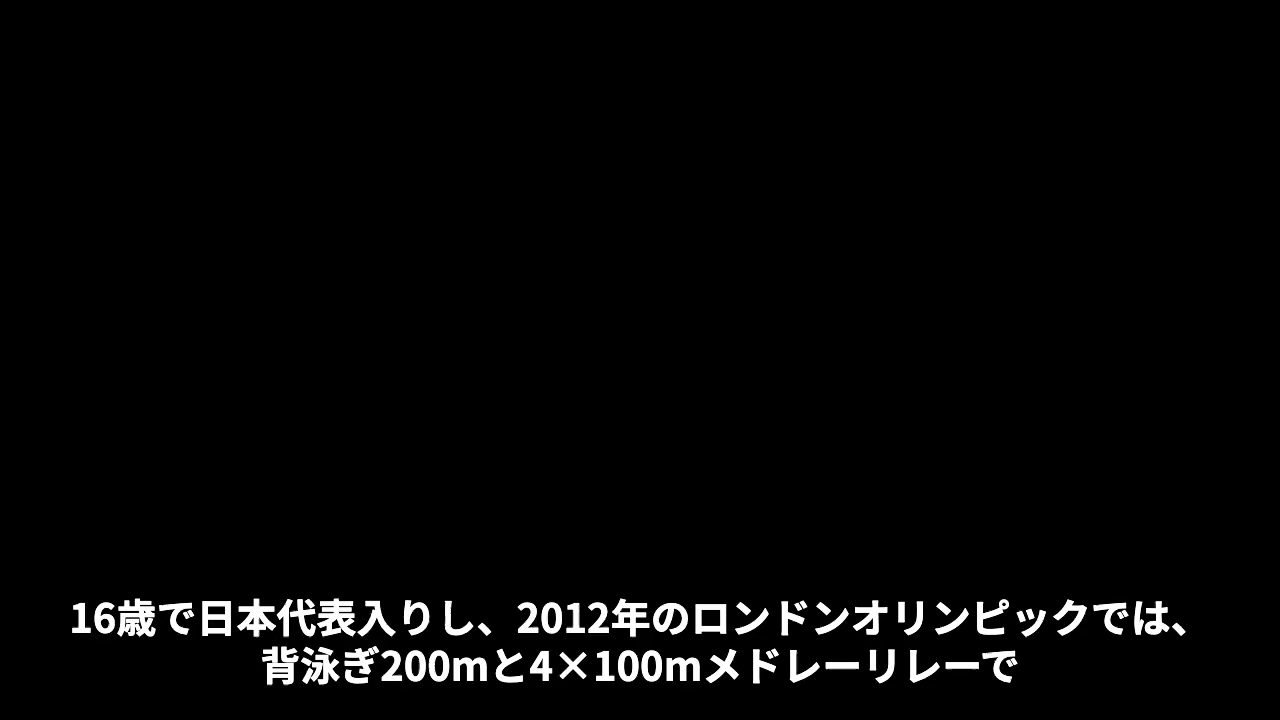 16歳で日本代表入りし、2012年のロンドンオリンピックでは、
背泳ぎ200mと4×100mメドレーリレーで